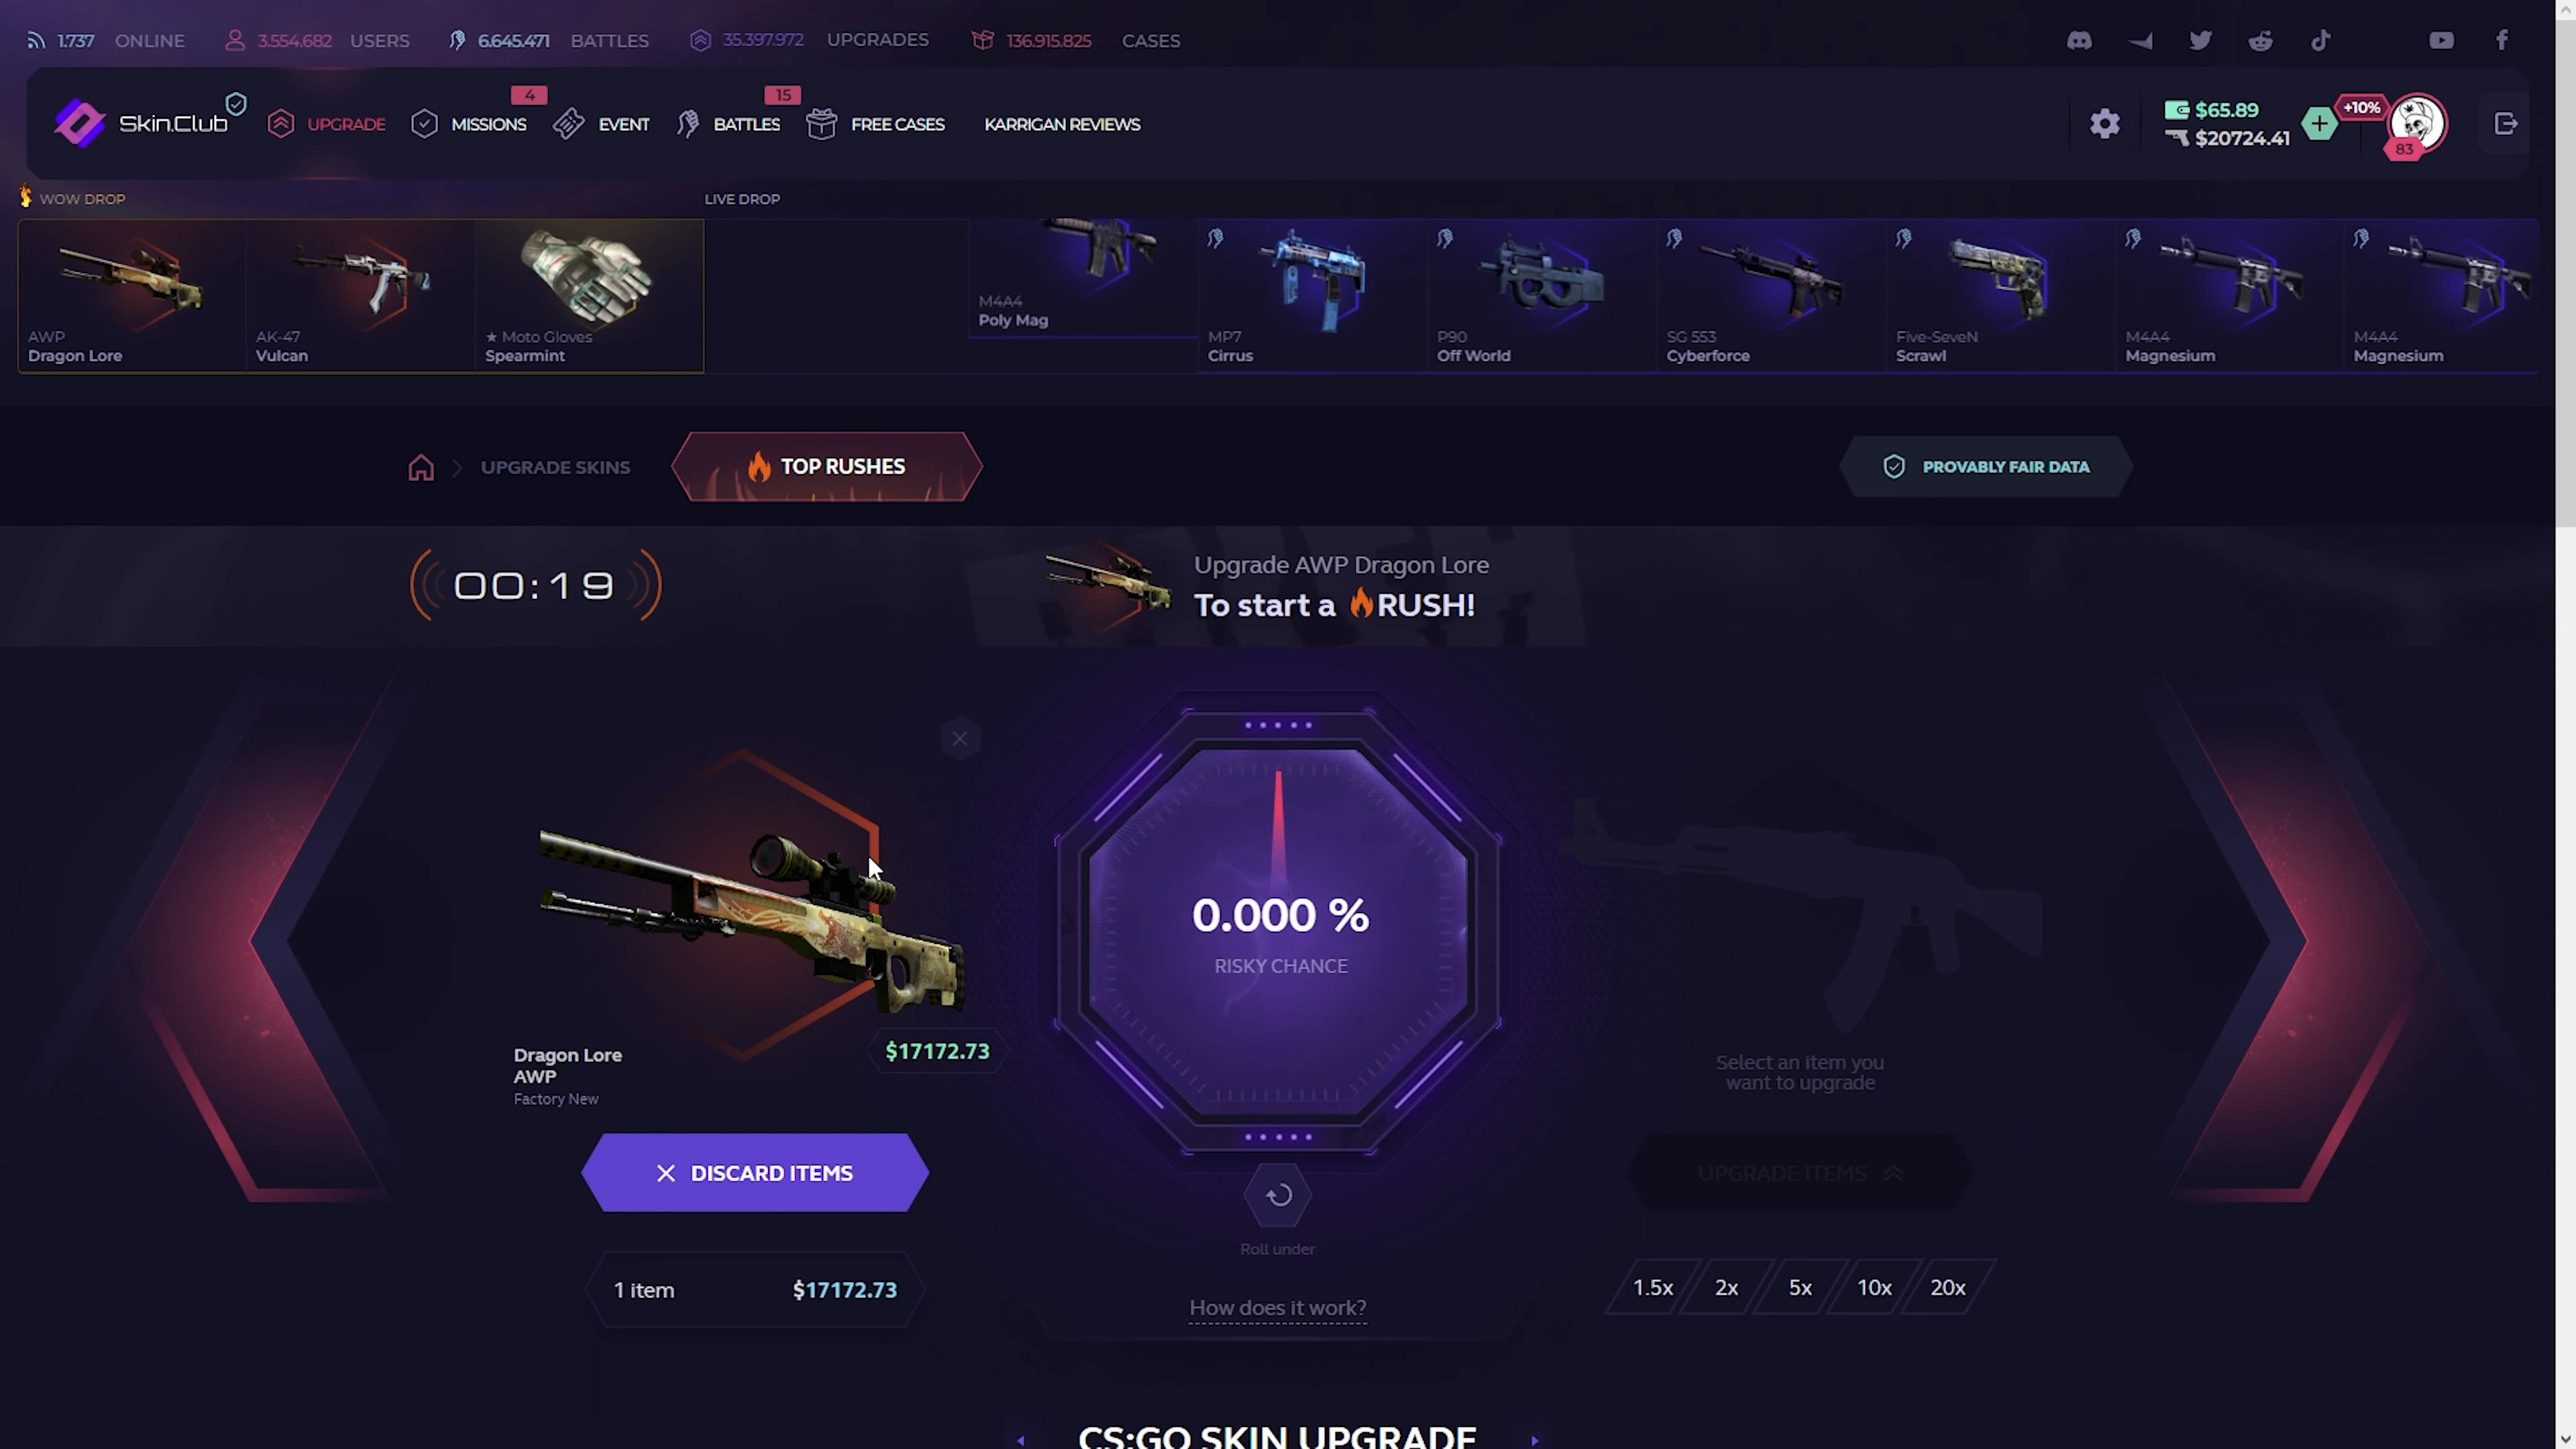 1.737 ONLINE 3.554.682 USERS 6.645.471 BATTLES 35.397.972 UPGRADES 136.915.825 CASES
Skin.Club UPGRADE 4 MISSIONS EVENT 15 BATTLES FREE CASES KARRIGAN REVIEWS
$65.89
$20724.41
+10%
83
WOW DROP
LIVE DROP
AWP
Dragon Lore
AK-47
Vulcan
★ Moto Gloves
Spearmint
M4A4
Poly Mag
MP7
Cirrus
P90
Off World
SG 553
Cyberforce
Five-SeveN
Scrawl
M4A4
Magnesium
M4A4
Magnesium
UPGRADE SKINS
TOP RUSHES
PROVABLY FAIR DATA
00:19
Upgrade AWP Dragon Lore
To start a RUSH!
0.000 %
RISKY CHANCE
Dragon Lore
AWP
Factory New
$17172.73
DISCARD ITEMS
1 item $17172.73
Roll under
How does it work?
Select an item you
want to upgrade
UPGRADE ITEMS
1.5x 2x 5x 10x 20x
CS:GO SKIN UPGRADE